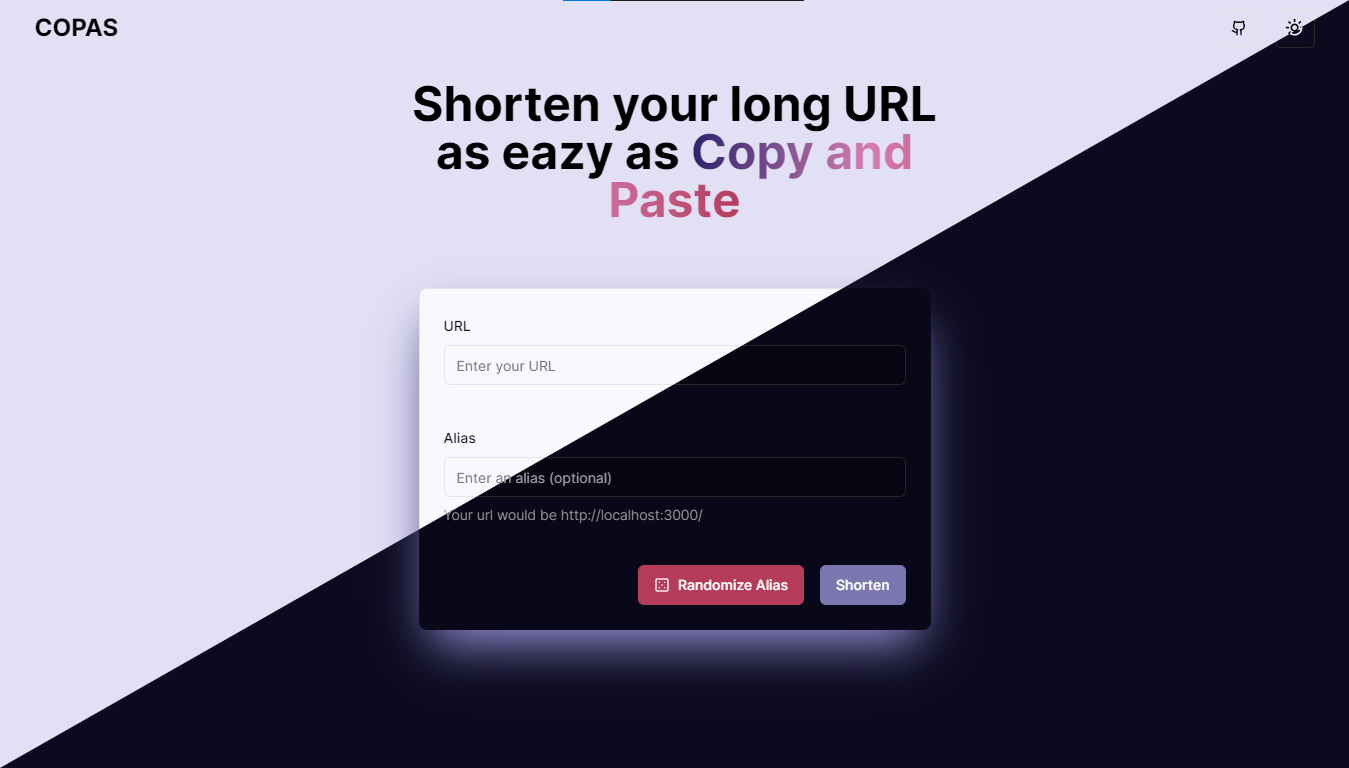 COPAS
Shorten your long URL
as eazy as Copy and
Paste
URL
Enter your URL
Alias
Enter an alias (optional)
Your url would be http://localhost:3000/
Randomize Alias
Shorten